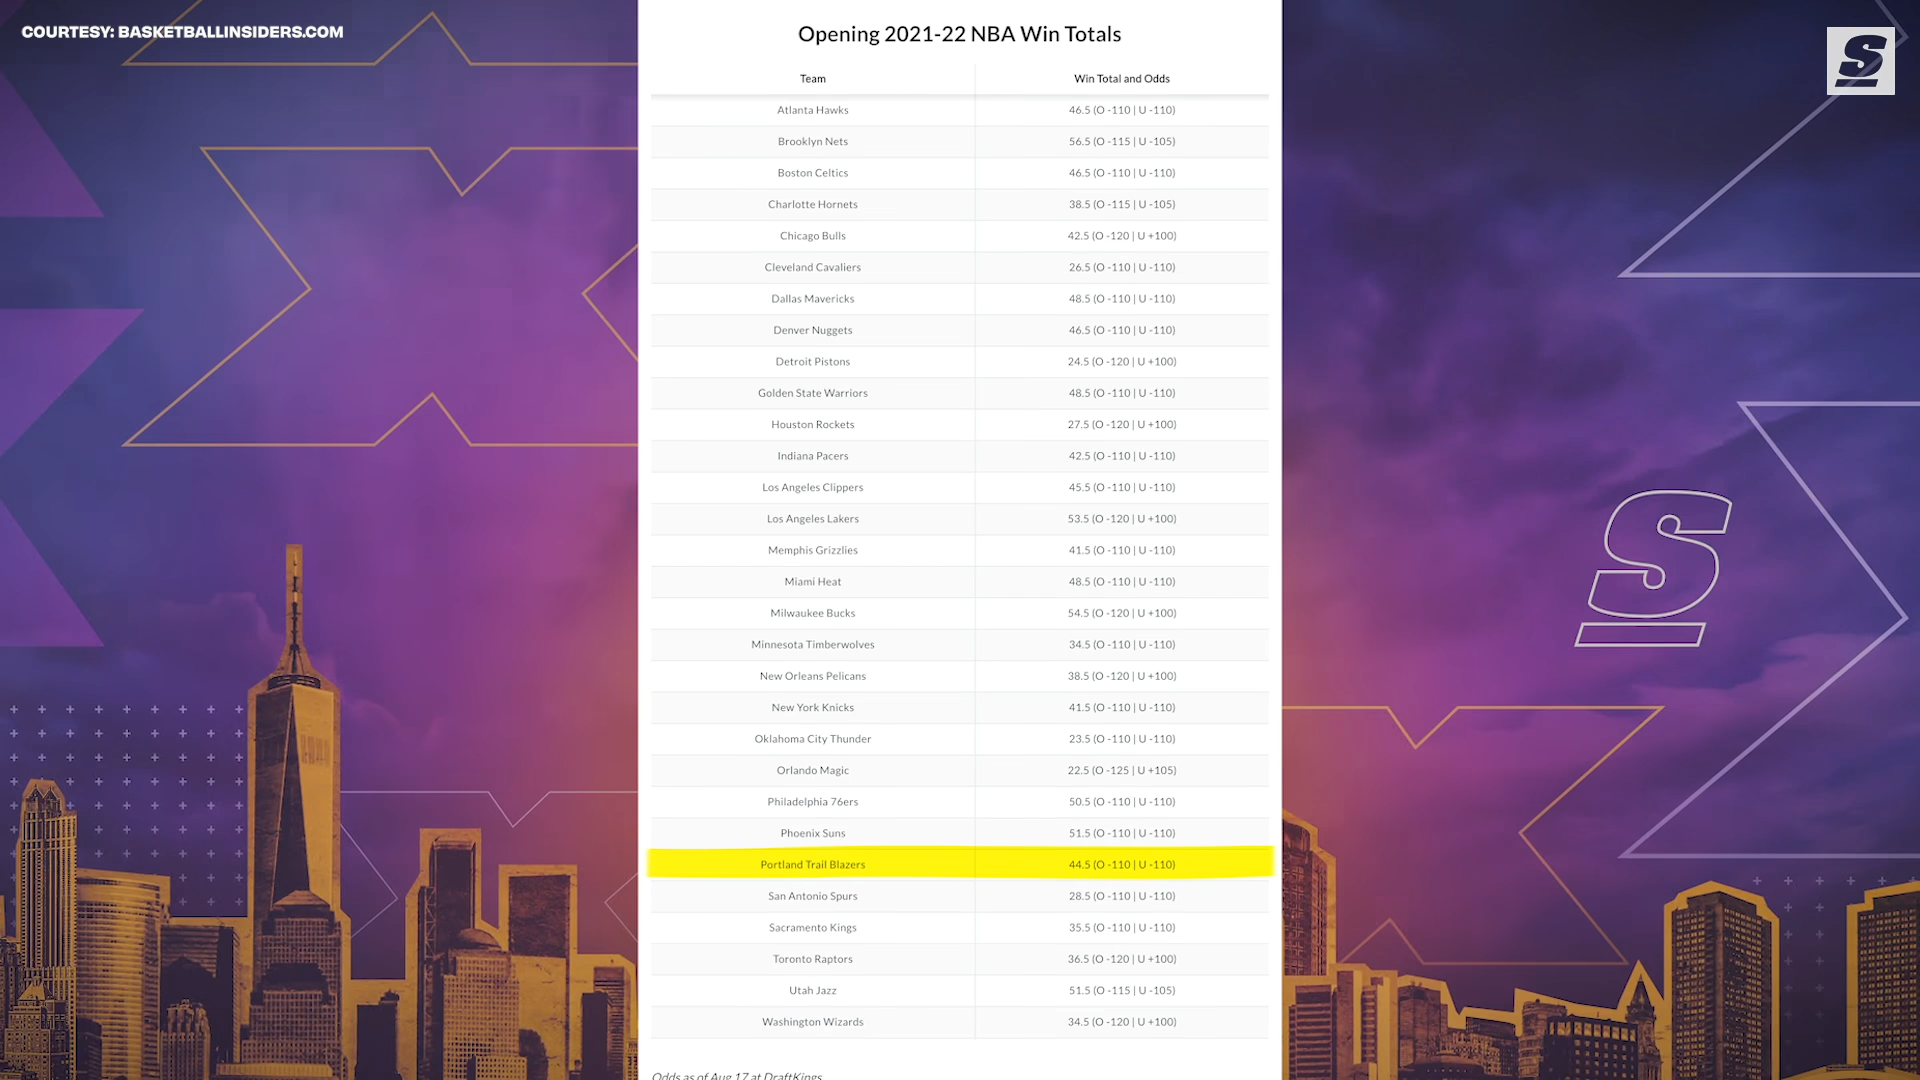 COURTESY: BASKETBALLINSIDERS.COM
S
Opening 2021-22 NBA Win Totals
Team Win Total and Odds
Atlanta Hawks 46.5 (O -110 | U -110)
Brooklyn Nets 56.5 (O -115 | U -105)
Boston Celtics 46.5 (O -110 | U -110)
Charlotte Hornets 38.5 (O -115 | U -105)
Chicago Bulls 42.5 (O -120 | U +100)
Cleveland Cavaliers 26.5 (O -110 | U -110)
Dallas Mavericks 48.5 (O -110 | U -110)
Denver Nuggets 46.5 (O -110 | U -110)
Detroit Pistons 24.5 (O -120 | U +100)
Golden State Warriors 48.5 (O -110 | U -110)
Houston Rockets 27.5 (O -120 | U +100)
Indiana Pacers 42.5 (O -110 | U -110)
Los Angeles Clippers 45.5 (O -110 | U -110)
Los Angeles Lakers 53.5 (O -120 | U +100)
Memphis Grizzlies 41.5 (O -110 | U -110)
Miami Heat 48.5 (O -110 | U -110)
Milwaukee Bucks 54.5 (O -120 | U +100)
Minnesota Timberwolves 34.5 (O -110 | U -110)
New Orleans Pelicans 38.5 (O -120 | U +100)
New York Knicks 41.5 (O -110 | U -110)
Oklahoma City Thunder 23.5 (O -110 | U -110)
Orlando Magic 22.5 (O -125 | U +105)
Philadelphia 76ers 50.5 (O -110 | U -110)
Phoenix Suns 51.5 (O -110 | U -110)
Portland Trail Blazers 44.5 (O -110 | U -110)
San Antonio Spurs 28.5 (O -110 | U -110)
Sacramento Kings 35.5 (O -110 | U -110)
Toronto Raptors 36.5 (O -120 | U +100)
Utah Jazz 51.5 (O -115 | U -105)
Washington Wizards 34.5 (O -120 | U +100)
Odds as of Aug 17 at DraftKings
S